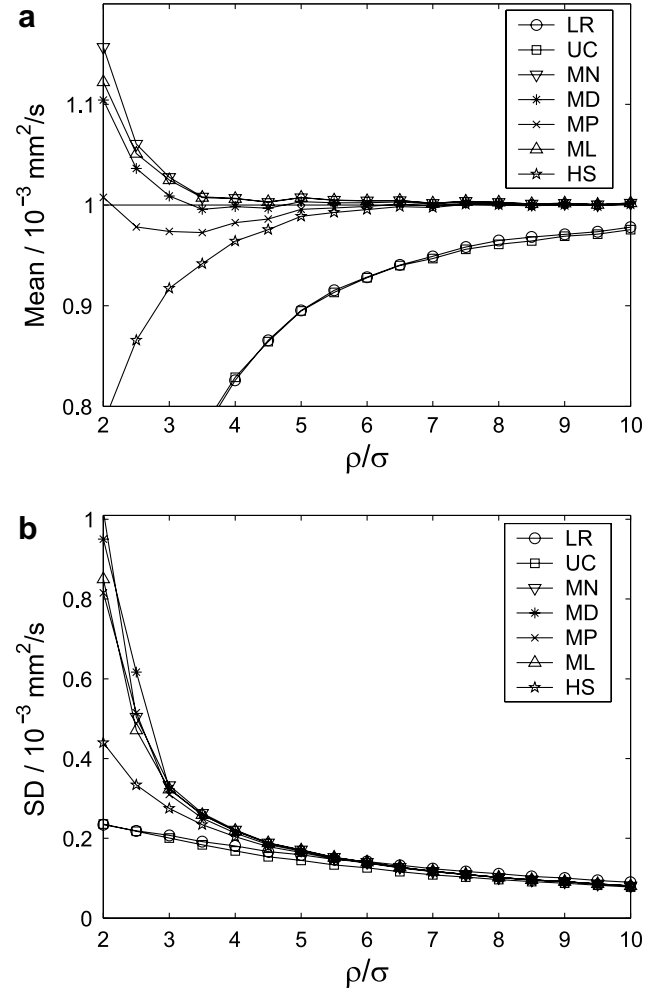 a
LR
UC
MN
MD
MP
ML
HS
1.1
1
0.9
0.8
Mean / 10⁻³ mm²/s
2 3 4 5 6 7 8 9 10
ρ/σ
b
LR
UC
MN
MD
MP
ML
HS
1
0.8
0.6
0.4
0.2
0
SD / 10⁻³ mm²/s
2 3 4 5 6 7 8 9 10
ρ/σ